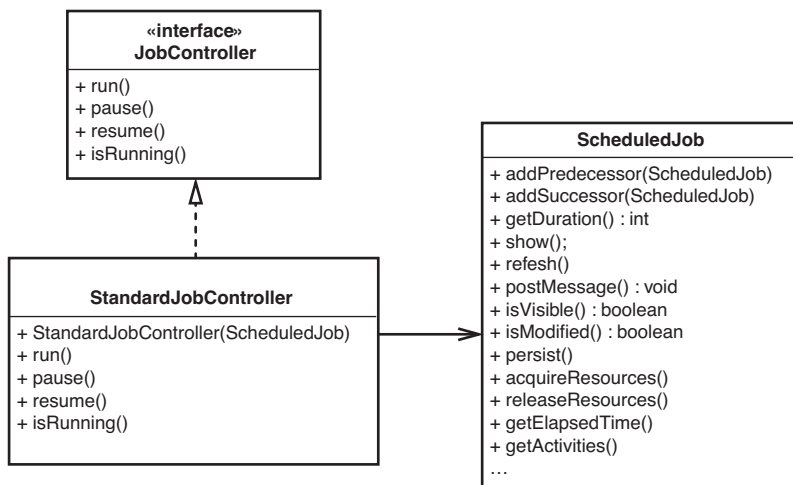 «interface»
JobController
+ run()
+ pause()
+ resume()
+ isRunning()
StandardJobController
+ StandardJobController(ScheduledJob)
+ run()
+ pause()
+ resume()
+ isRunning()
ScheduledJob
+ addPredecessor(ScheduledJob)
+ addSuccessor(ScheduledJob)
+ getDuration() : int
+ show();
+ refesh()
+ postMessage() : void
+ isVisible() : boolean
+ isModified() : boolean
+ persist()
+ acquireResources()
+ releaseResources()
+ getElapsedTime()
+ getActivities()
...